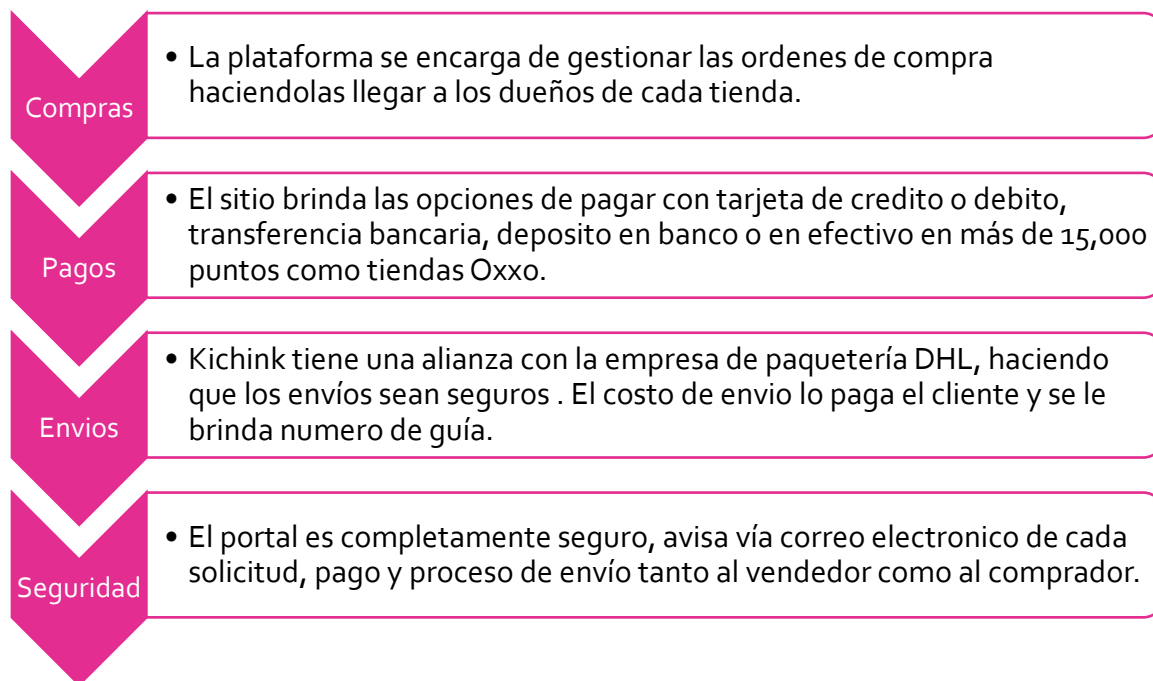 Compras
• La plataforma se encarga de gestionar las ordenes de compra
haciendolas llegar a los dueños de cada tienda.
Pagos
• El sitio brinda las opciones de pagar con tarjeta de credito o debito,
transferencia bancaria, deposito en banco o en efectivo en más de 15,000
puntos como tiendas Oxxo.
Envios
• Kichink tiene una alianza con la empresa de paquetería DHL, haciendo
que los envíos sean seguros . El costo de envio lo paga el cliente y se le
brinda numero de guía.
Seguridad
• El portal es completamente seguro, avisa vía correo electronico de cada
solicitud, pago y proceso de envío tanto al vendedor como al comprador.